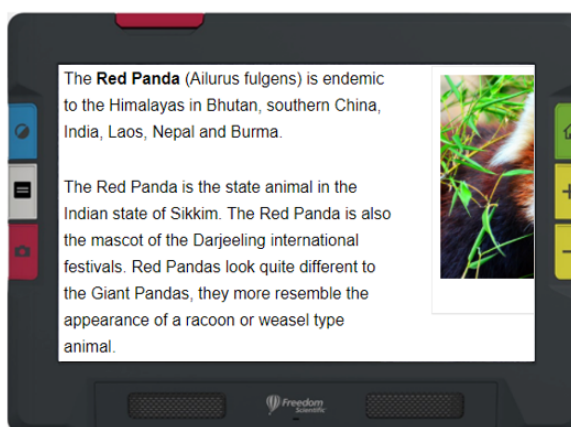 The Red Panda (Ailurus fulgens) is endemic
to the Himalayas in Bhutan, southern China,
India, Laos, Nepal and Burma.
The Red Panda is the state animal in the
Indian state of Sikkim. The Red Panda is also
the mascot of the Darjeeling international
festivals. Red Pandas look quite different to
the Giant Pandas, they more resemble the
appearance of a racoon or weasel type
animal.
Freedom
Scientific